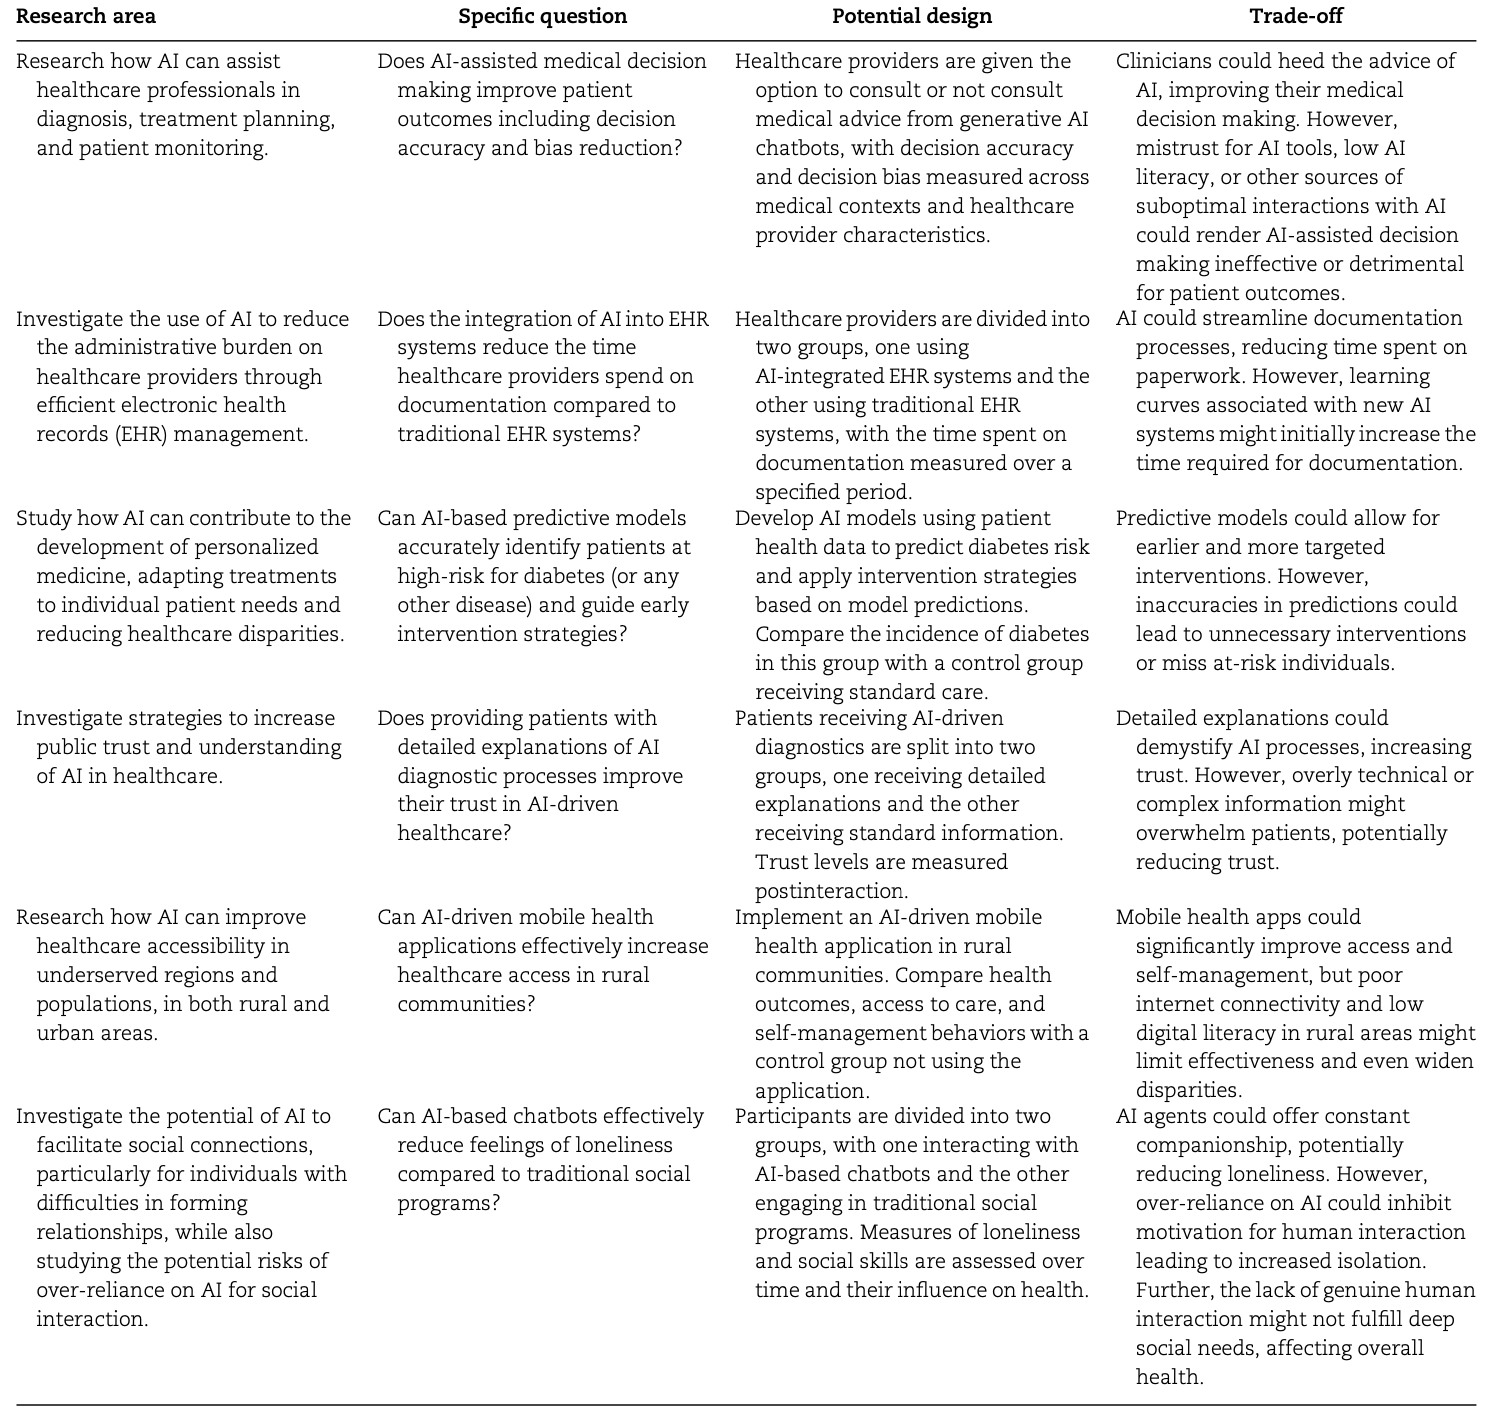 Research area
Specific question
Potential design
Trade-off
Research how AI can assist
healthcare professionals in
diagnosis, treatment planning,
and patient monitoring.
Does AI-assisted medical decision
making improve patient
outcomes including decision
accuracy and bias reduction?
Healthcare providers are given the
option to consult or not consult
medical advice from generative AI
chatbots, with decision accuracy
and decision bias measured across
medical contexts and healthcare
provider characteristics.
Clinicians could heed the advice of
AI, improving their medical
decision making. However,
mistrust for AI tools, low AI
literacy, or other sources of
suboptimal interactions with AI
could render AI-assisted decision
making ineffective or detrimental
for patient outcomes.
Investigate the use of AI to reduce
the administrative burden on
healthcare providers through
efficient electronic health
records (EHR) management.
Does the integration of AI into EHR
systems reduce the time
healthcare providers spend on
documentation compared to
traditional EHR systems?
Healthcare providers are divided into
two groups, one using
AI-integrated EHR systems and the
other using traditional EHR
systems, with the time spent on
documentation measured over a
specified period.
AI could streamline documentation
processes, reducing time spent on
paperwork. However, learning
curves associated with new AI
systems might initially increase the
time required for documentation.
Study how AI can contribute to the
development of personalized
medicine, adapting treatments
to individual patient needs and
reducing healthcare disparities.
Can AI-based predictive models
accurately identify patients at
high-risk for diabetes (or any
other disease) and guide early
intervention strategies?
Develop AI models using patient
health data to predict diabetes risk
and apply intervention strategies
based on model predictions.
Compare the incidence of diabetes
in this group with a control group
receiving standard care.
Predictive models could allow for
earlier and more targeted
interventions. However,
inaccuracies in predictions could
lead to unnecessary interventions
or miss at-risk individuals.
Investigate strategies to increase
public trust and understanding
of AI in healthcare.
Does providing patients with
detailed explanations of AI
diagnostic processes improve
their trust in AI-driven
healthcare?
Patients receiving AI-driven
diagnostics are split into two
groups, one receiving detailed
explanations and the other
receiving standard information.
Trust levels are measured
postinteraction.
Detailed explanations could
demystify AI processes, increasing
trust. However, overly technical or
complex information might
overwhelm patients, potentially
reducing trust.
Research how AI can improve
healthcare accessibility in
underserved regions and
populations, in both rural and
urban areas.
Can AI-driven mobile health
applications effectively increase
healthcare access in rural
communities?
Implement an AI-driven mobile
health application in rural
communities. Compare health
outcomes, access to care, and
self-management behaviors with a
control group not using the
application.
Mobile health apps could
significantly improve access and
self-management, but poor
internet connectivity and low
digital literacy in rural areas might
limit effectiveness and even widen
disparities.
Investigate the potential of AI to
facilitate social connections,
particularly for individuals with
difficulties in forming
relationships, while also
studying the potential risks of
over-reliance on AI for social
interaction.
Can AI-based chatbots effectively
reduce feelings of loneliness
compared to traditional social
programs?
Participants are divided into two
groups, with one interacting with
AI-based chatbots and the other
engaging in traditional social
programs. Measures of loneliness
and social skills are assessed over
time and their influence on health.
AI agents could offer constant
companionship, potentially
reducing loneliness. However,
over-reliance on AI could inhibit
motivation for human interaction
leading to increased isolation.
Further, the lack of genuine human
interaction might not fulfill deep
social needs, affecting overall
health.